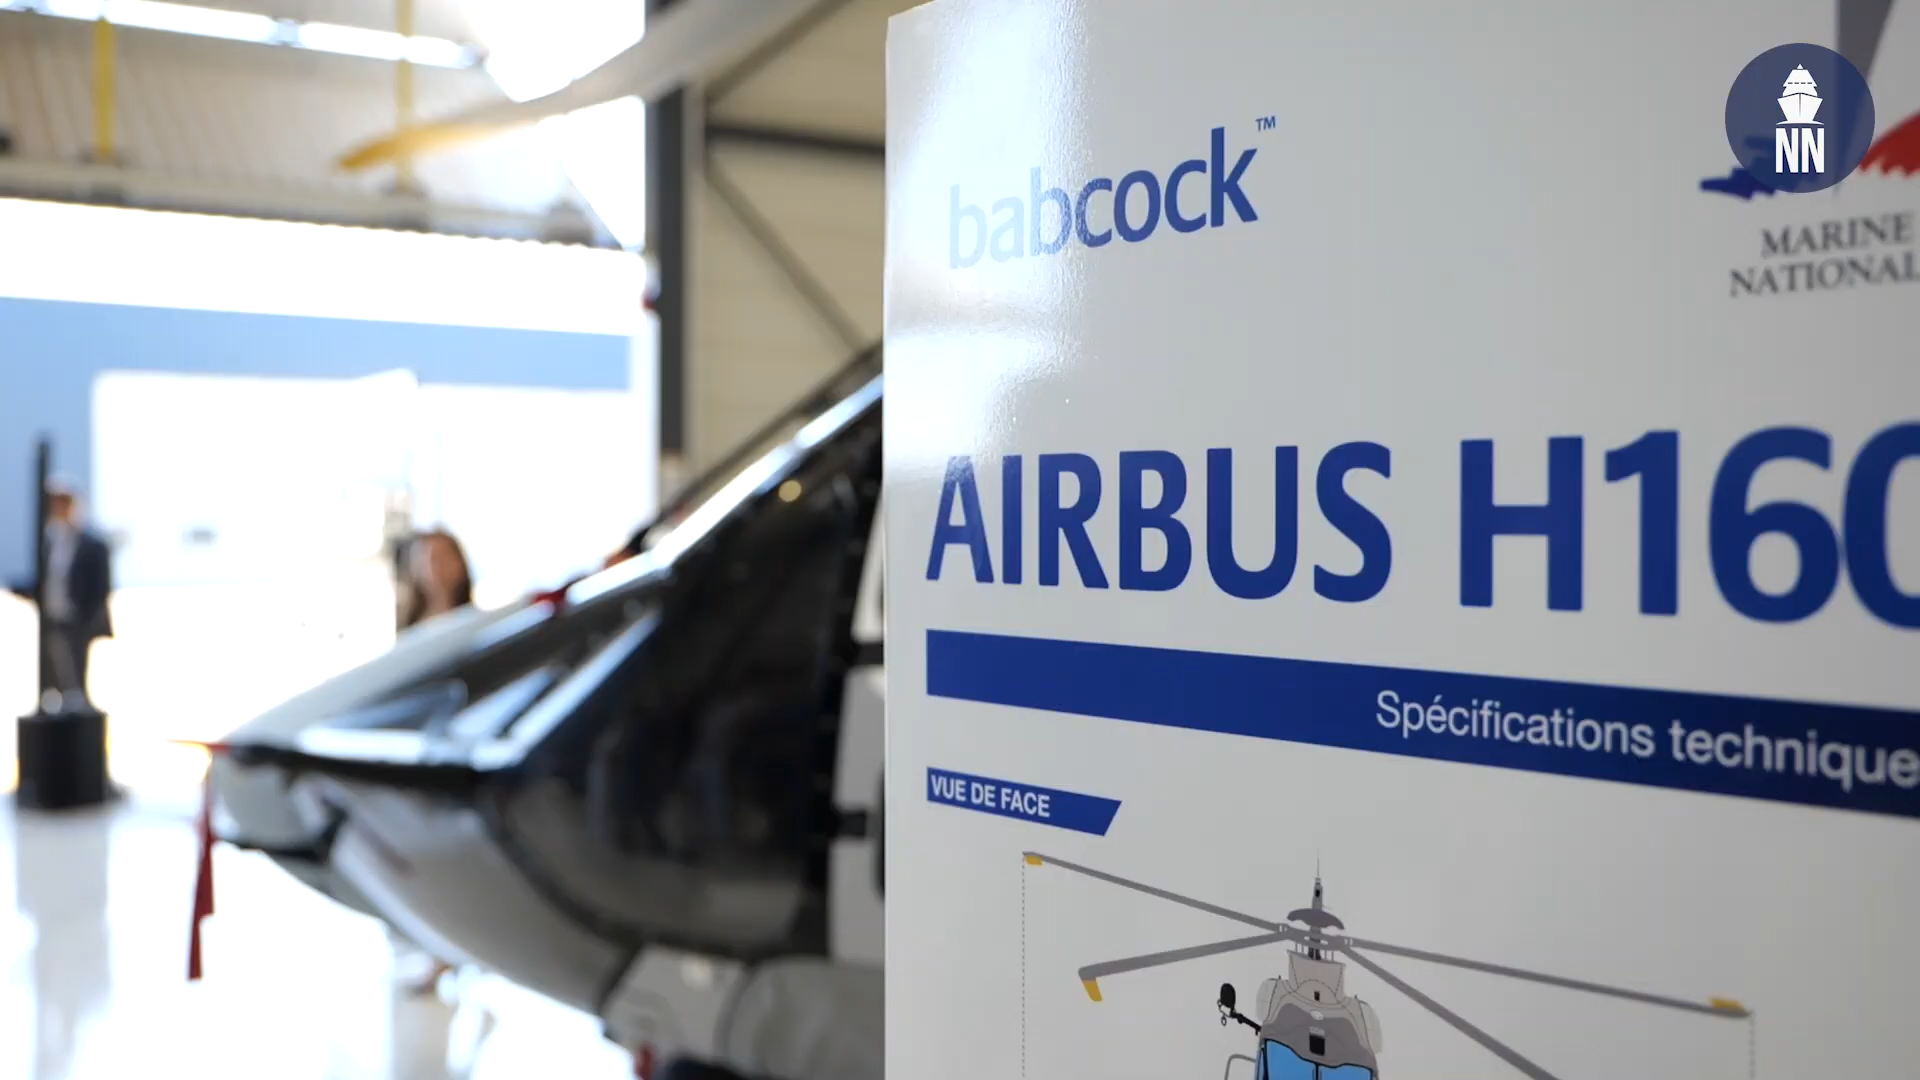 babcock™
NN
MARINE
NATIONAL
AIRBUS H160
Spécifications technique
VUE DE FACE